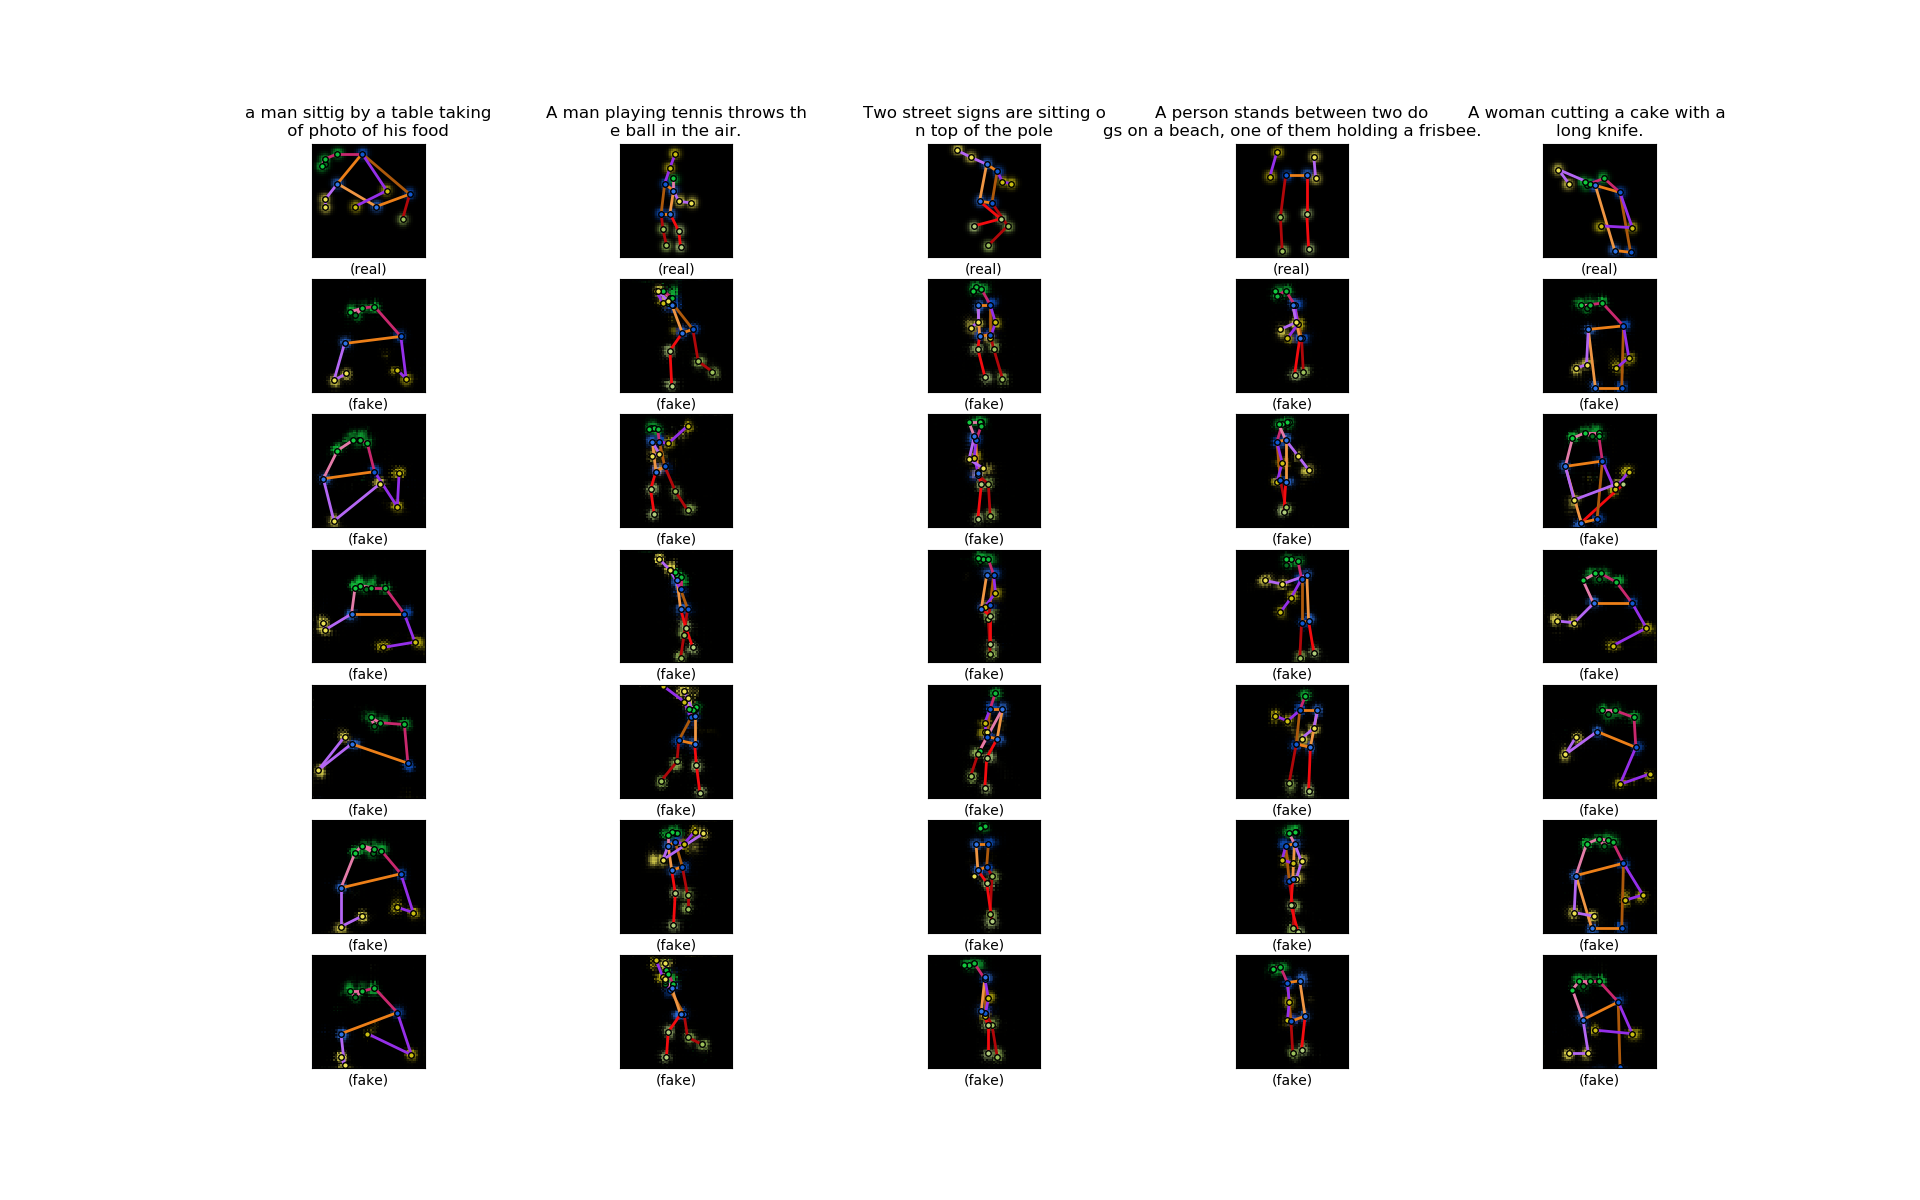 a man sittig by a table taking
of photo of his food
A man playing tennis throws th
e ball in the air.
Two street signs are sitting o
n top of the pole
A person stands between two do
gs on a beach, one of them holding a frisbee.
A woman cutting a cake with a
long knife.
(real) (real) (real) (real) (real)
(fake) (fake) (fake) (fake) (fake)
(fake) (fake) (fake) (fake) (fake)
(fake) (fake) (fake) (fake) (fake)
(fake) (fake) (fake) (fake) (fake)
(fake) (fake) (fake) (fake) (fake)
(fake) (fake) (fake) (fake) (fake)